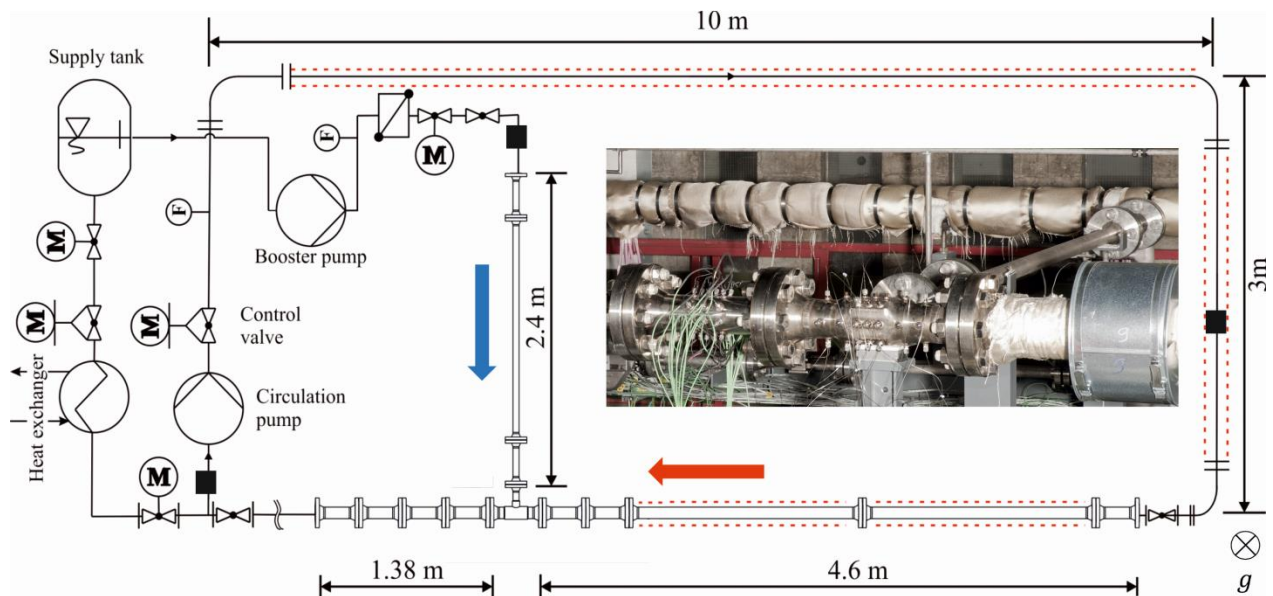 10 m
Supply tank
F
M
M
F
Booster pump
2.4 m
3m
M
M
Control
valve
Heat exchanger
Circulation
pump
M
g
1.38 m
4.6 m